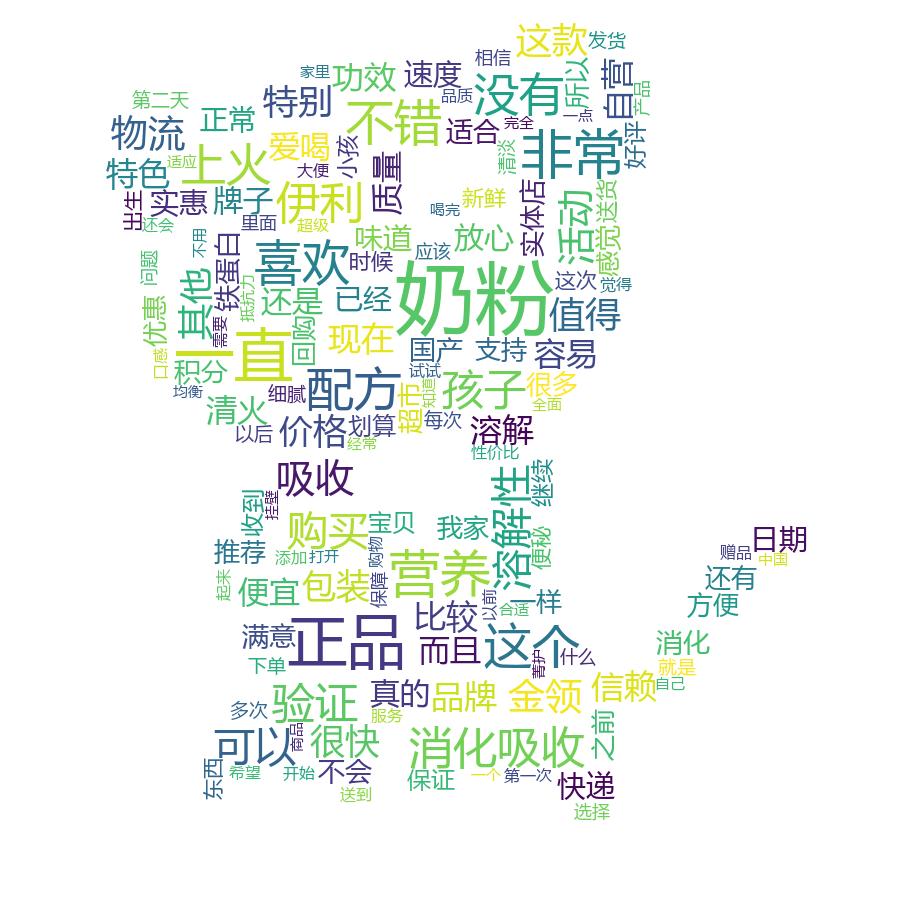 这款
发货
相信
家里
功效
速度
没有
所以
自营
产品
第二天
特别
品质
不错
一点
物流
正常
爱喝
小孩
适合
完全
非常
好评
特色
适应
上火
大便
质量
清淡
出生
实惠
牌子
伊利
喝完
新鲜
实体店
活动
送货
还会
里面
超级
味道
放心
感觉
不用
铁蛋白
喜欢
时候
应该
奶粉
这次
觉得
问题
其他
抵抗力
还是
已经
值得
优惠
需要
一直
回购
现在
国产
支持
容易
口感
积分
均衡
细腻
配方
试试
知道
孩子
很多
全面
清火
以后
价格
划算
超市
每次
溶解
经常
性价比
吸收
溶解性
继续
收到
挂壁
购买
宝贝
我家
便秘
日期
推荐
添加
打开
购物
赠品
中国
起来
便宜
包装
保障
营养
以前
合适
一样
还有
方便
满意
正品
比较
而且
这个
菁护
什么
消化
就是
下单
验证
真的
品牌
金领
信赖
自己
多次
服务
可以
商品
很快
消化吸收
之前
东西
希望
开始
不会
保证
一个
第一次
快递
送到
选择